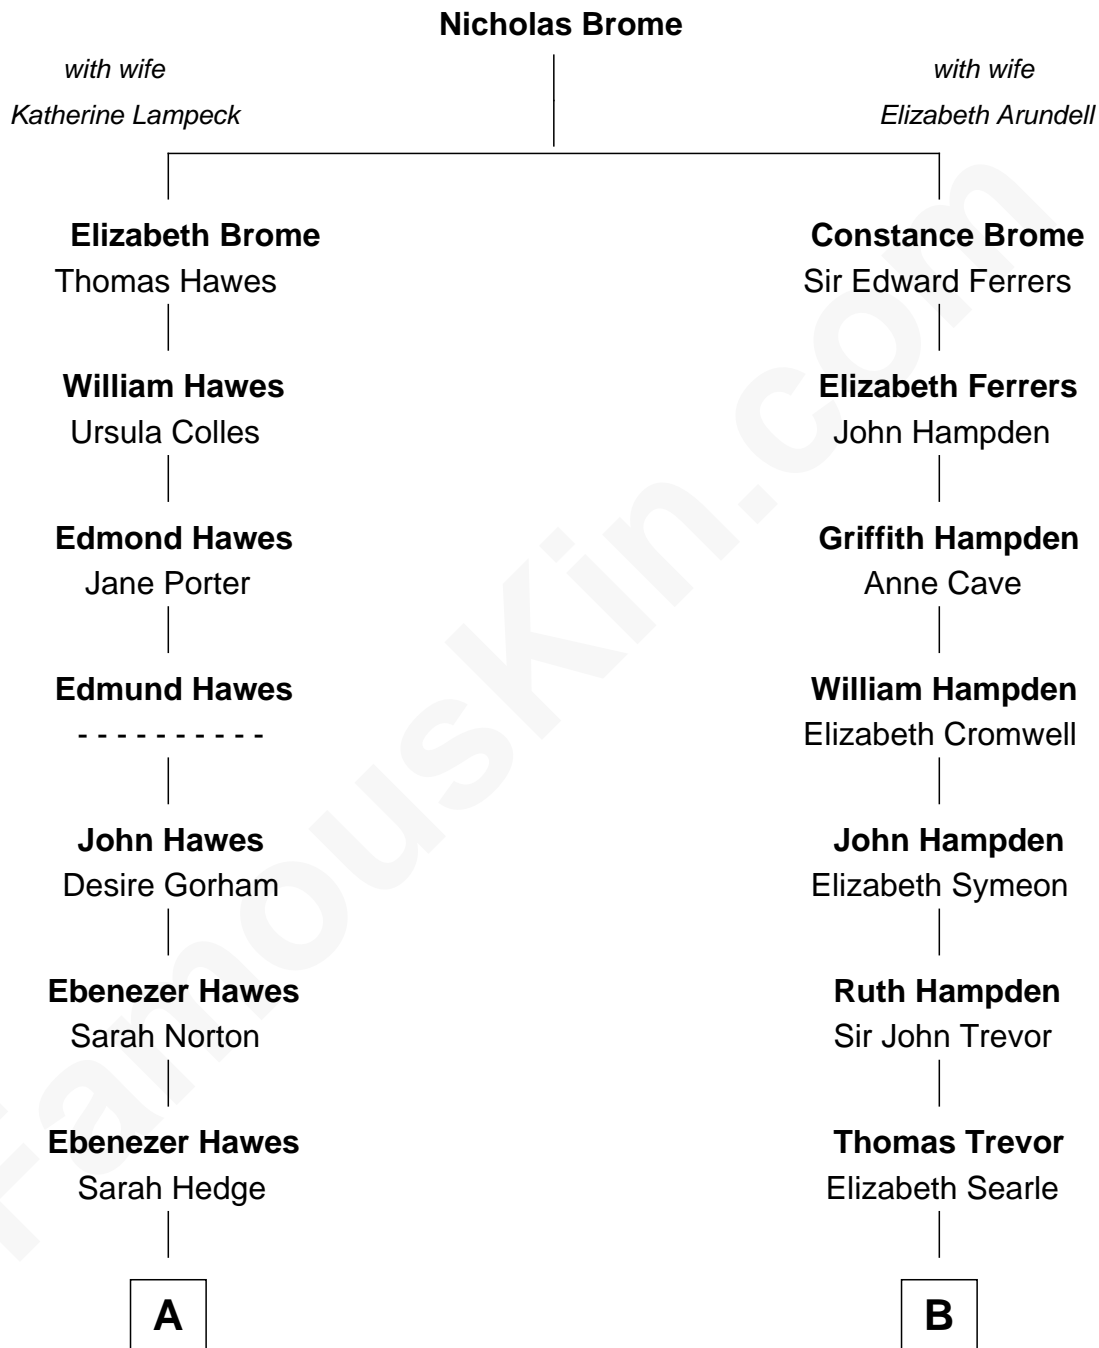 Nicholas Brome
with wife
Katherine Lampeck
with wife
Elizabeth Arundell
Elizabeth Brome
Thomas Hawes
Constance Brome
Sir Edward Ferrers
William Hawes
Ursula Colles
Elizabeth Ferrers
John Hampden
Edmond Hawes
Jane Porter
Griffith Hampden
Anne Cave
Edmund Hawes
- - - - - - - - - -
William Hampden
Elizabeth Cromwell
John Hawes
Desire Gorham
John Hampden
Elizabeth Symeon
Ebenezer Hawes
Sarah Norton
Ruth Hampden
Sir John Trevor
Ebenezer Hawes
Sarah Hedge
Thomas Trevor
Elizabeth Searle
A
B
FamousKin.com